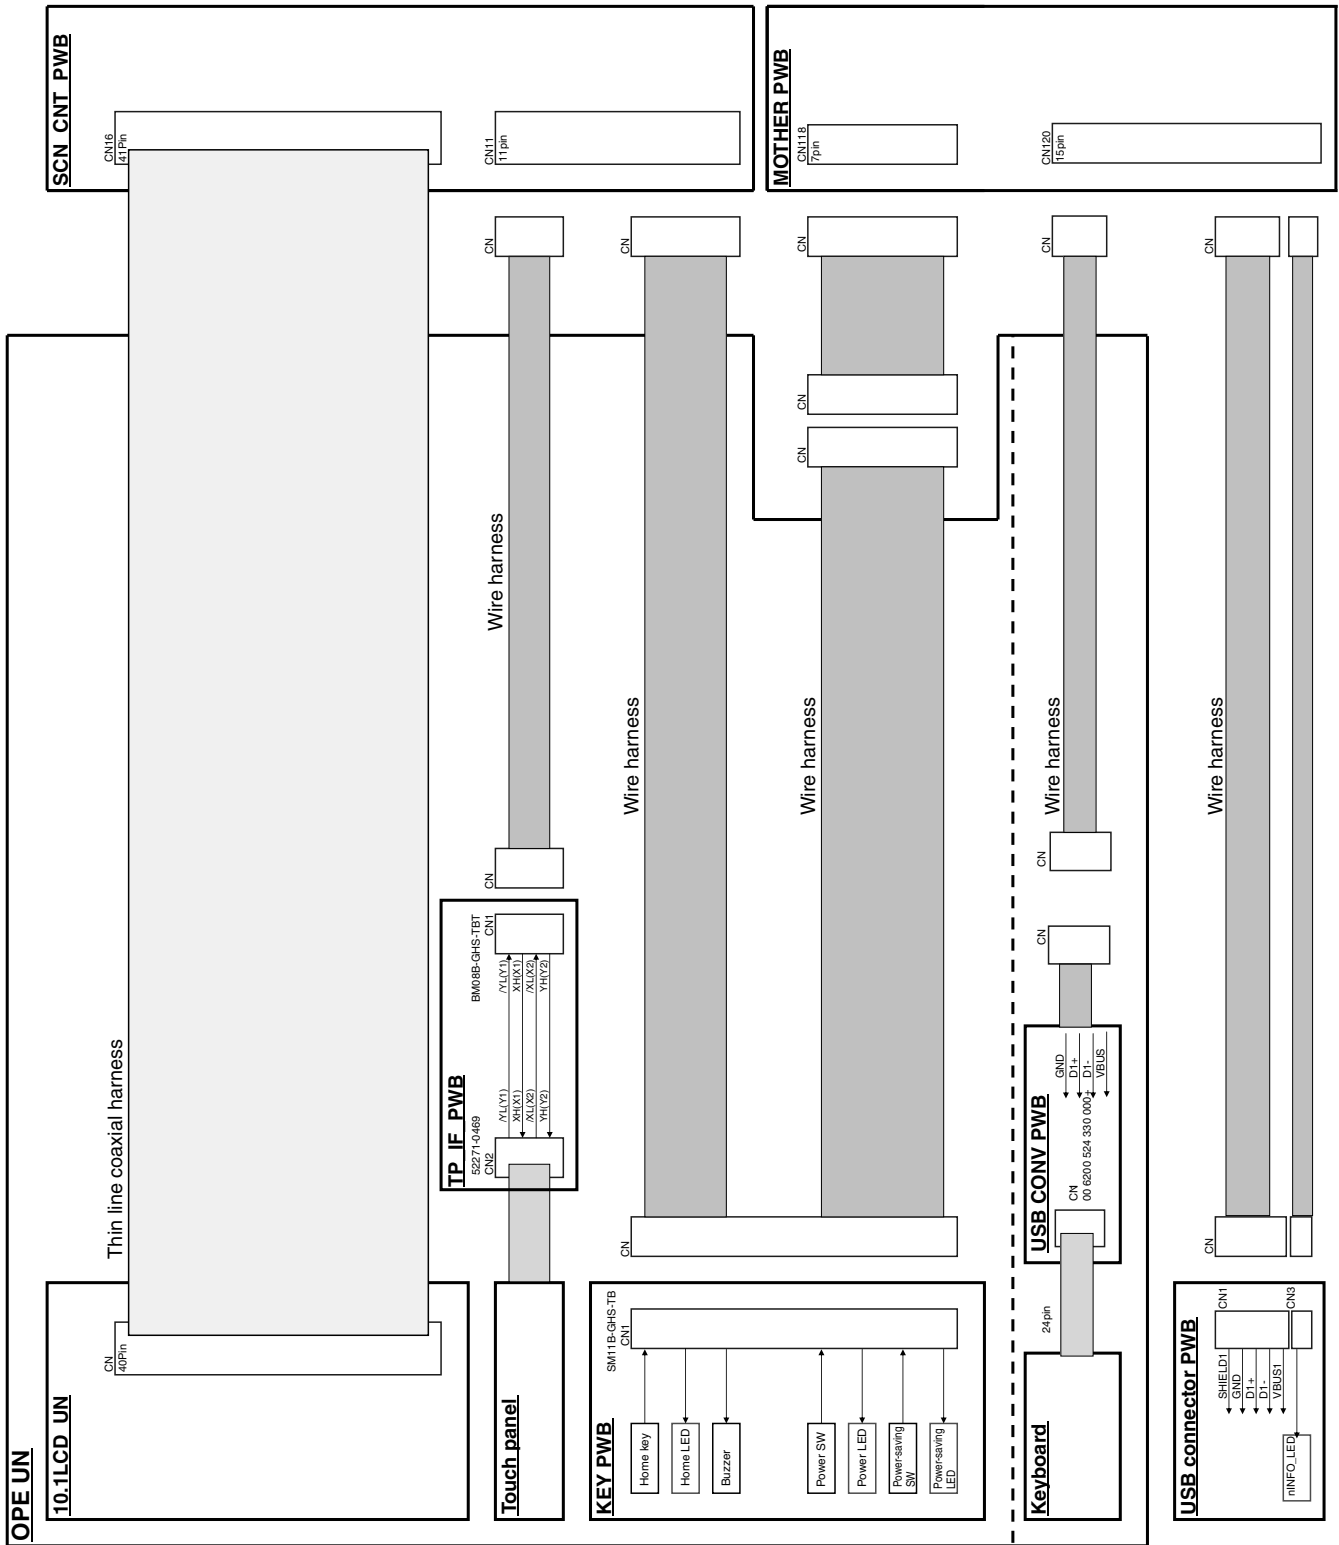 OPE UN
10.1LCD UN
CN
40Pin
Thin line coaxial harness
SCN CNT PWB
CN16
41Pin
Touch panel
TP IF PWB
52271-0469
CN2
/YL(Y1)
XH(X1)
/XL(X2)
YH(Y2)
/YL(Y1)
XH(X1)
/XL(X2)
YH(Y2)
BM08B-GHS-TBT
CN1
CN
Wire harness
CN
CN11
11pin
KEY PWB
Home key
Home LED
Buzzer
Power SW
Power LED
Power-saving
SW
Power-saving
LED
SM11B-GHS-TB
CN1
CN
Wire harness
CN
Wire harness
CN
CN
CN
MOTHER PWB
CN118
7pin
Keyboard
24pin
USB CONV PWB
CN
00 6200 524 330 000+
GND
D1+
D1-
VBUS
CN
CN
Wire harness
CN
CN120
15pin
USB connector PWB
nINFO_LED
SHIELD1
GND
D1+
D1-
VBUS1
CN1
CN3
CN
Wire harness
CN